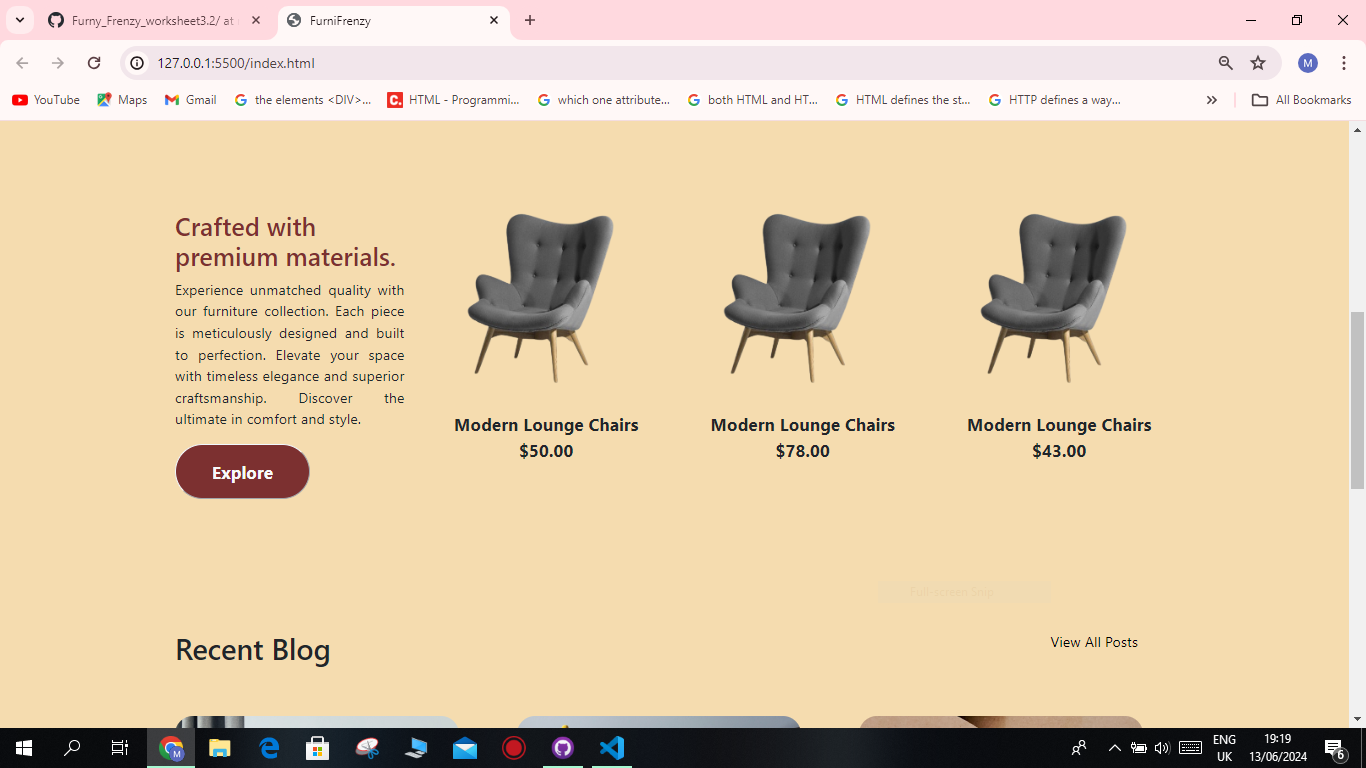 Furny_Frenzy_worksheet3.2/ at
FurniFrenzy
127.0.0.1:5500/index.html
M
YouTube
Maps
Gmail
the elements <DIV>...
HTML - Programmi...
which one attribute...
both HTML and HT...
HTML defines the st...
HTTP defines a way...
All Bookmarks
Crafted with
premium materials.
Experience unmatched quality with
our furniture collection. Each piece
is meticulously designed and built
to perfection. Elevate your space
with timeless elegance and superior
craftsmanship. Discover the
ultimate in comfort and style.
Explore
Modern Lounge Chairs
$50.00
Modern Lounge Chairs
$78.00
Modern Lounge Chairs
$43.00
Full-screen Snip
Recent Blog
View All Posts
M
ENG
UK
19:19
13/06/2024
6